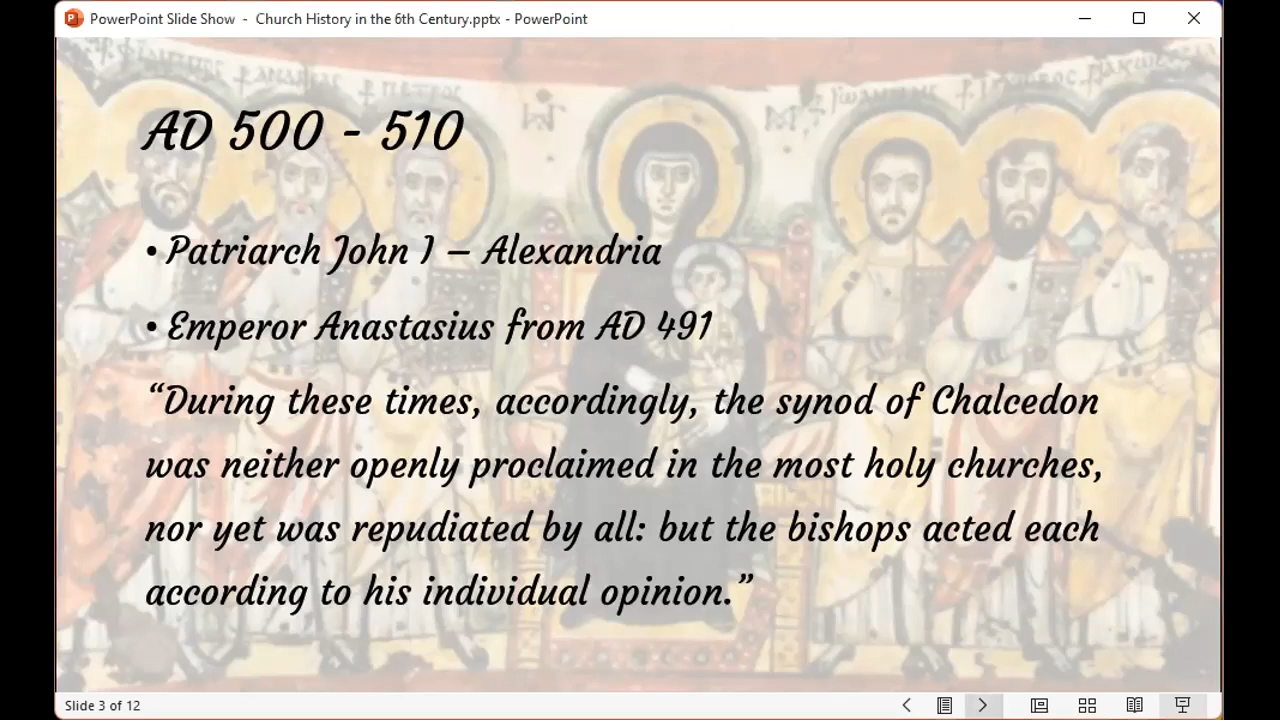 PowerPoint Slide Show - Church History in the 6th Century.pptx - PowerPoint
AD 500 - 510
• Patriarch John I – Alexandria
• Emperor Anastasius from AD 491
“During these times, accordingly, the synod of Chalcedon
was neither openly proclaimed in the most holy churches,
nor yet was repudiated by all: but the bishops acted each
according to his individual opinion.”
Slide 3 of 12